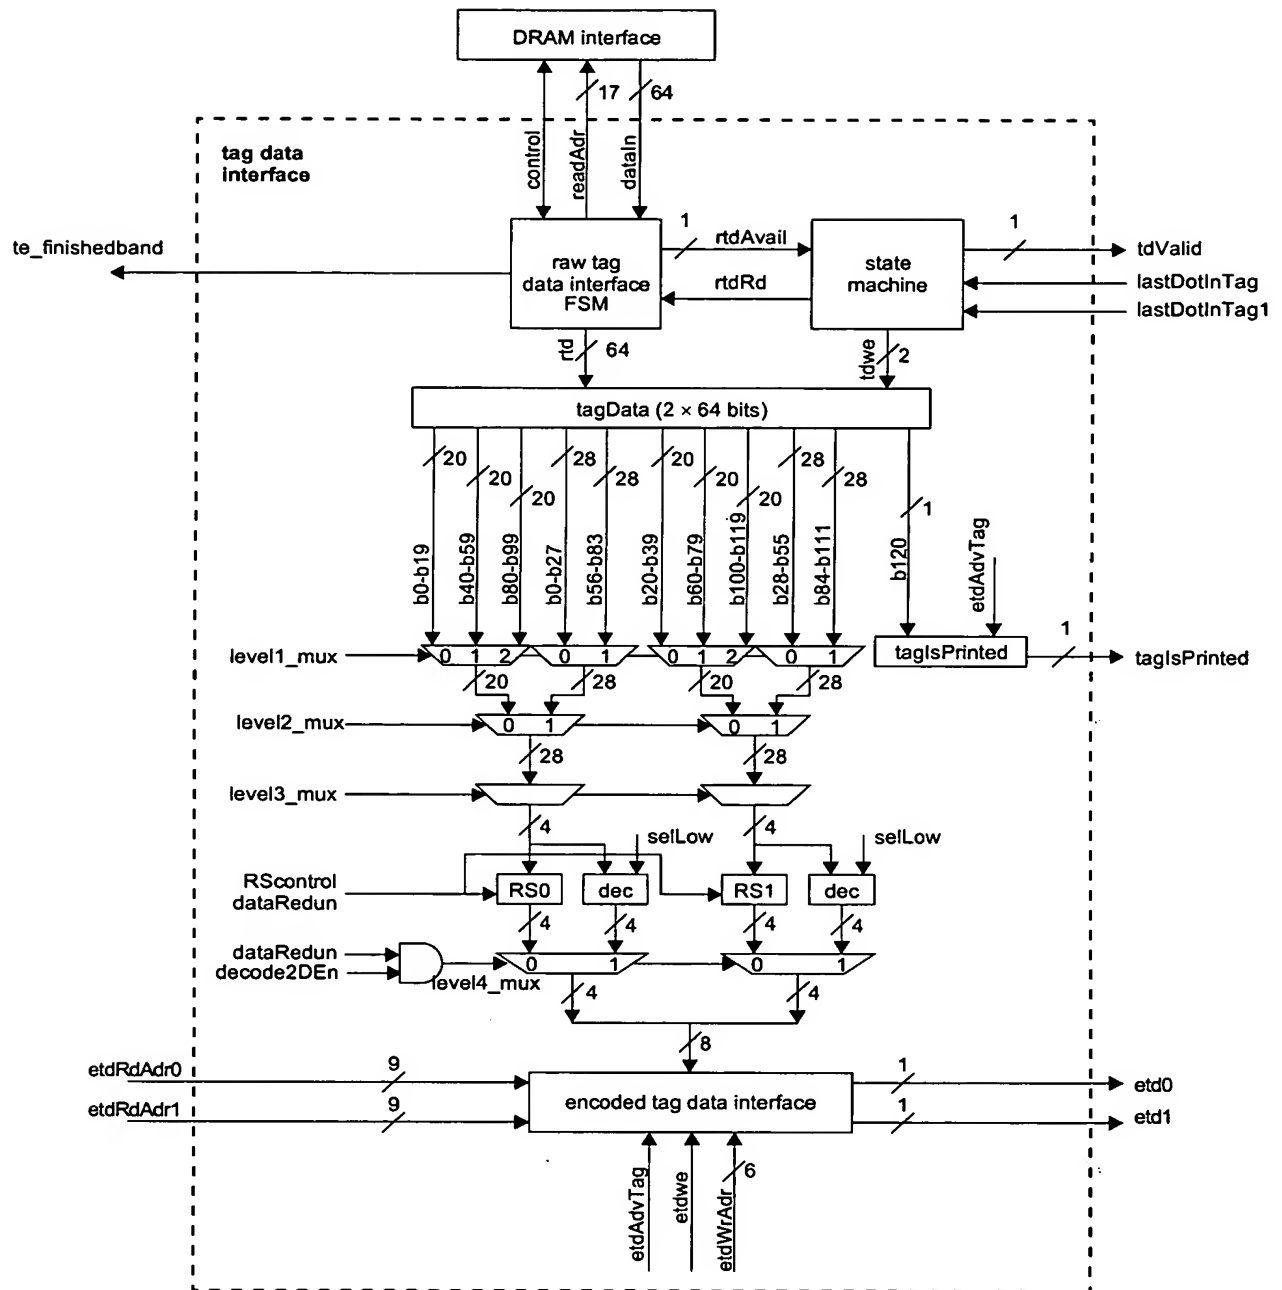 DRAM interface
17
64
control
readAdr
dataIn
tag data
interface
te_finishedband
raw tag
data interface
FSM
1
rtdAvail
rtdRd
state
machine
1
tdValid
lastDotInTag
lastDotInTag1
rtd
64
tdwe
2
tagData (2 × 64 bits)
20
20
20
28
28
20
20
20
28
28
1
b0-b19
b40-b59
b80-b99
b0-b27
b56-b83
b20-b39
b60-b79
b100-b119
b28-b55
b84-b111
b120
etdAdvTag
level1_mux
0 1 2
0 1
0 1 2
0 1
tagIsPrinted
1
tagIsPrinted
20
28
20
28
level2_mux
0 1
0 1
28
28
level3_mux
4
selLow
4
selLow
RScontrol
dataRedun
RS0
dec
RS1
dec
4
4
4
4
dataRedun
decode2DEn
level4_mux
0 1
0 1
4
4
8
etdRdAdr0
9
etdRdAdr1
9
encoded tag data interface
1
etd0
1
etd1
etdAdvTag
etdwe
etdWrAdr
6